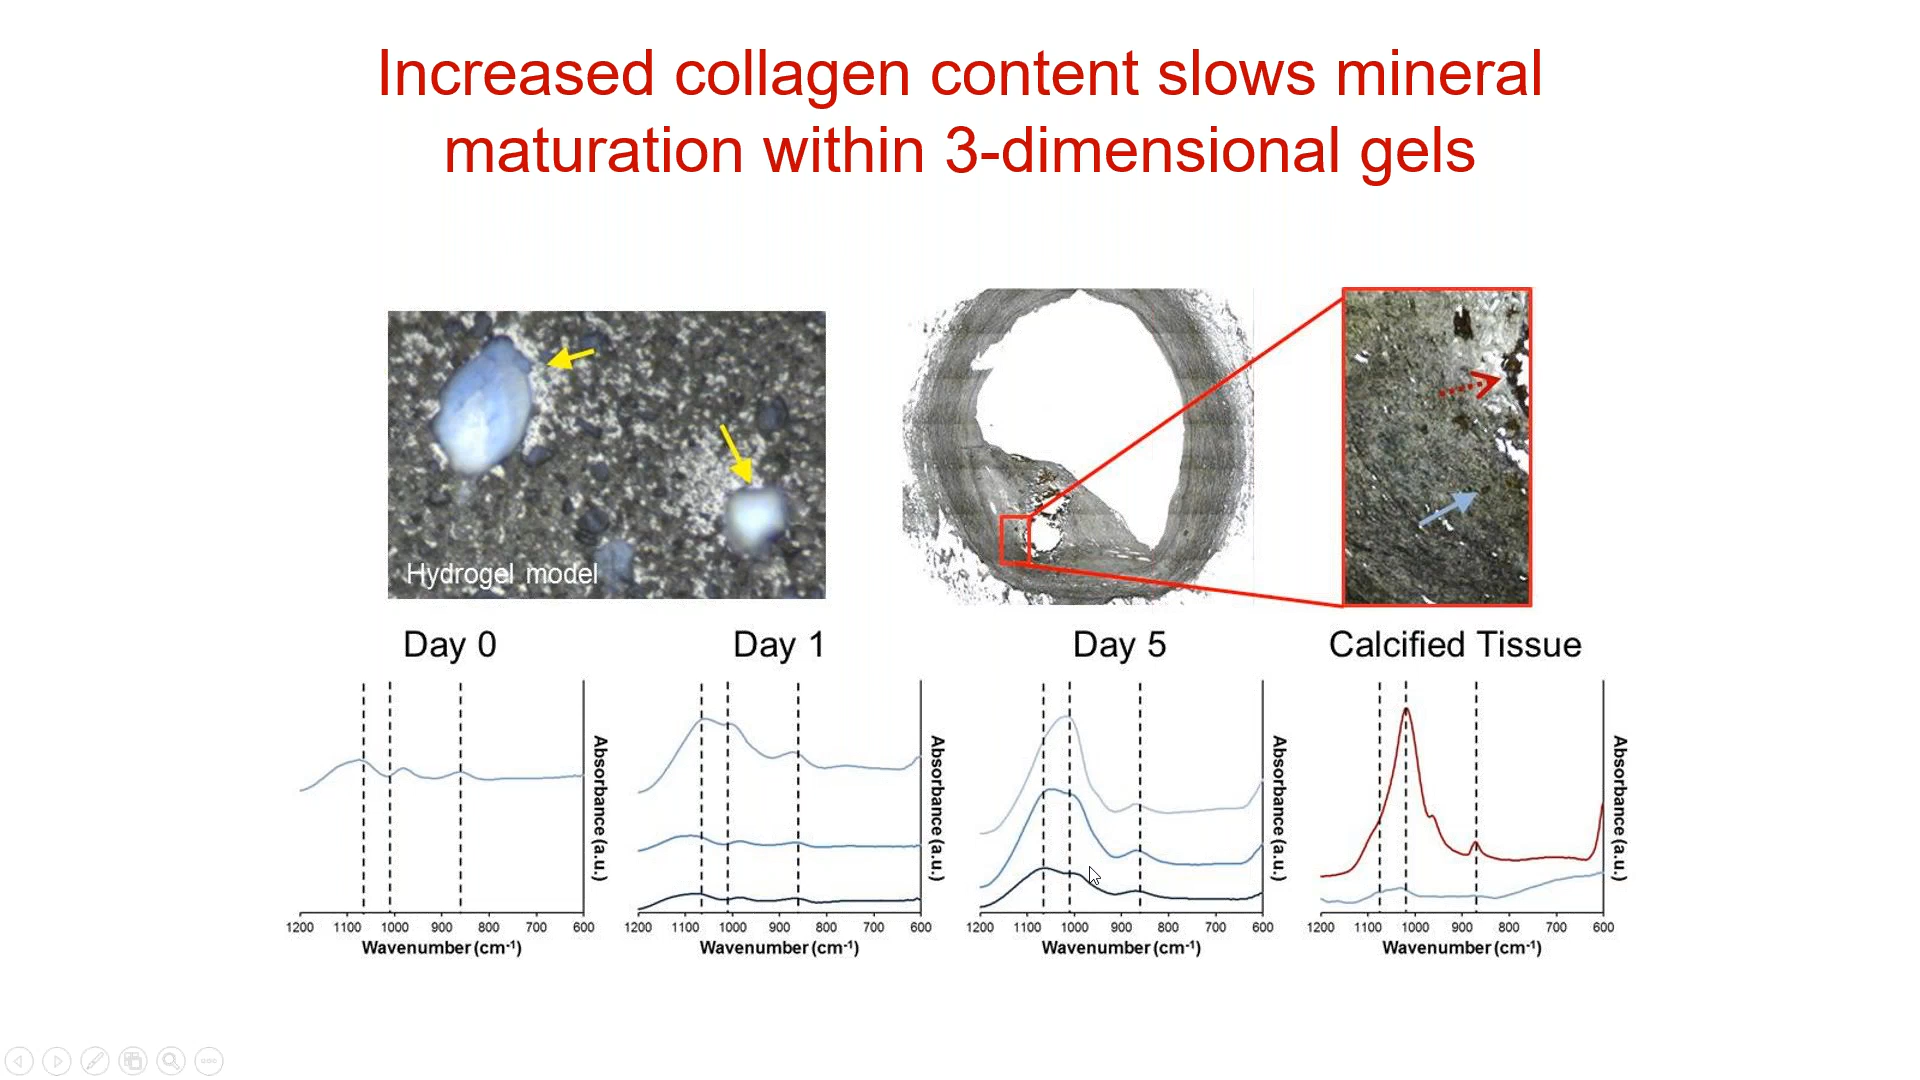 Increased collagen content slows mineral
maturation within 3-dimensional gels
Hydrogel model
Day 0
Day 1
Day 5
Calcified Tissue
Absorbance (a.u.)
Absorbance (a.u.)
Absorbance (a.u.)
Absorbance (a.u.)
1200 1100 1000 900 800 700 600
1200 1100 1000 900 800 700 600
1200 1100 1000 900 800 700 600
1200 1100 1000 900 800 700 600
Wavenumber (cm⁻¹)
Wavenumber (cm⁻¹)
Wavenumber (cm⁻¹)
Wavenumber (cm⁻¹)